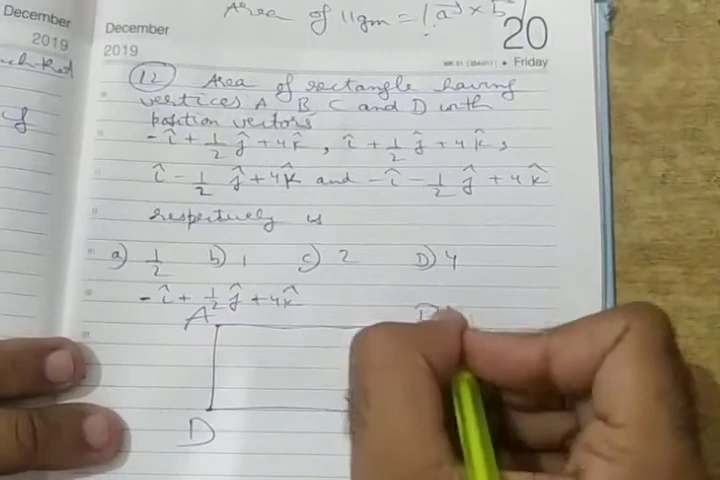 Area of ||gm = |a⃗ × b⃗|
December
2019
December
2019
20
Friday
(12) Area of rectangle having
vertices A B C and D with
position vectors
-î + 1/2 ĵ + 4k̂, î + 1/2 ĵ + 4k̂,
î - 1/2 ĵ + 4k̂ and -î - 1/2 ĵ + 4k̂
respectively is
a) 1/2 b) 1 c) 2 D) 4
-î + 1/2 ĵ + 4k̂
A
D